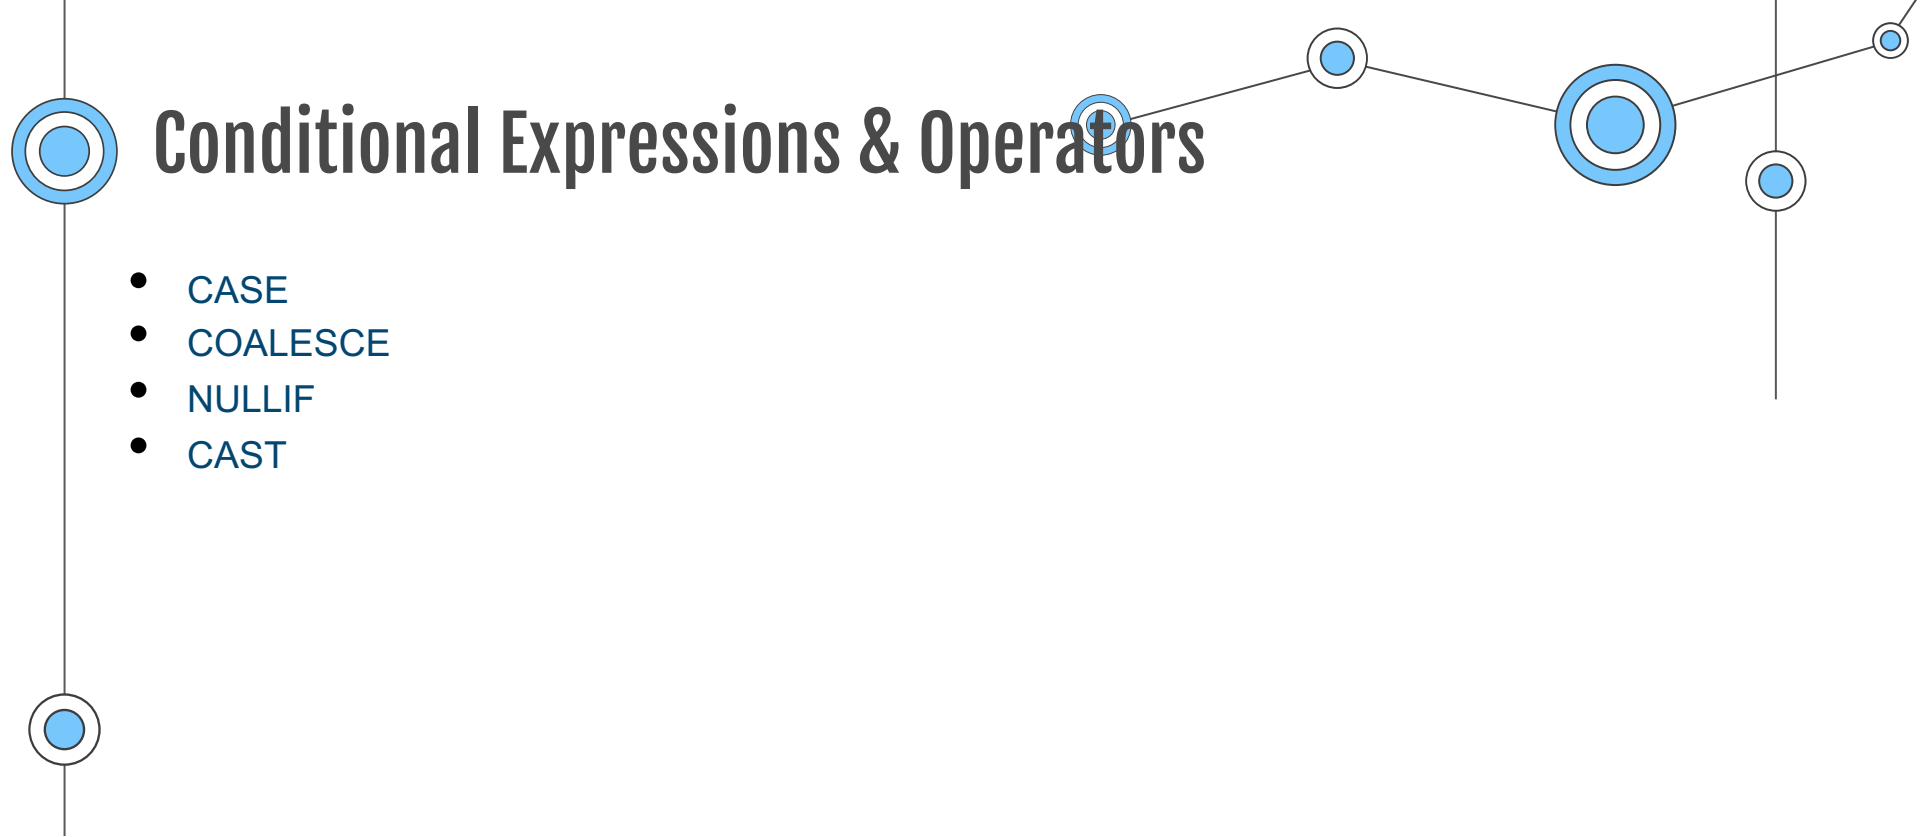 Conditional Expressions & Operators
• CASE
• COALESCE
• NULLIF
• CAST